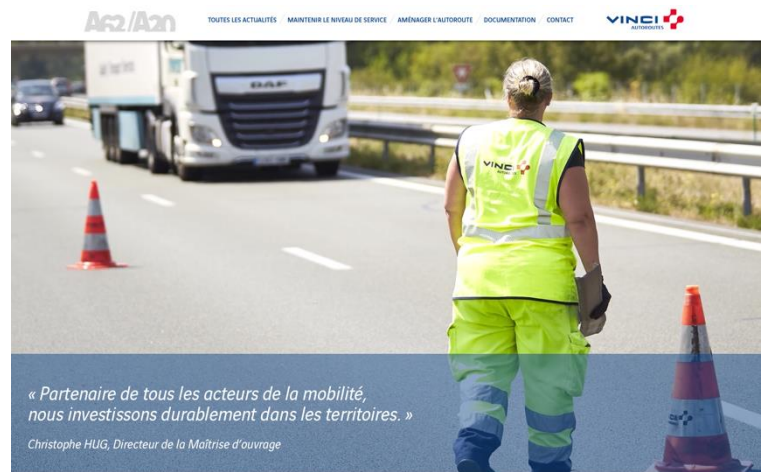 A62/A20
TOUTES LES ACTUALITÉS / MAINTENIR LE NIVEAU DE SERVICE / AMÉNAGER L'AUTOROUTE / DOCUMENTATION / CONTACT
VINCI
AUTOROUTES
DAF
VINCI
AUTOROUTES
« Partenaire de tous les acteurs de la mobilité,
nous investissons durablement dans les territoires. »
Christophe HUG, Directeur de la Maîtrise d'ouvrage